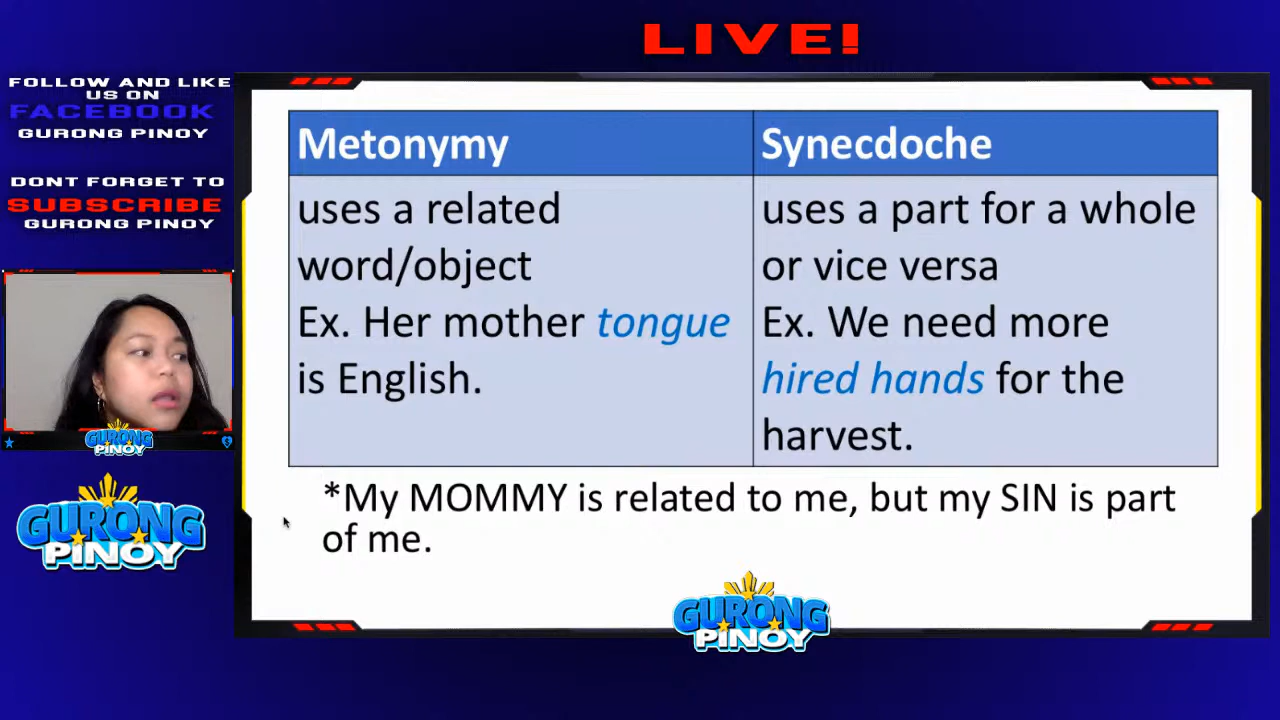 LIVE!
FOLLOW AND LIKE
US ON
FACEBOOK
GURONG PINOY
DONT FORGET TO
SUBSCRIBE
GURONG PINOY
GURONG
PINOY
GURONG
PINOY
Metonymy
uses a related
word/object
Ex. Her mother tongue
is English.
Synecdoche
uses a part for a whole
or vice versa
Ex. We need more
hired hands for the
harvest.
*My MOMMY is related to me, but my SIN is part
of me.
GURONG
PINOY